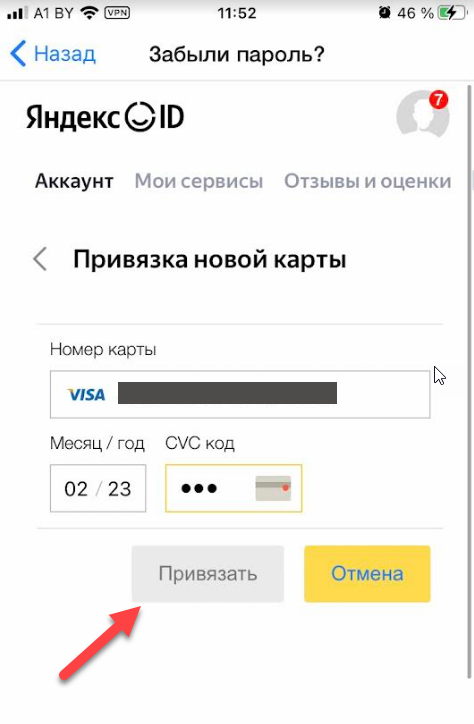 A1 BY VPN 11:52 46 %
Назад Забыли пароль?
Яндекс ID 7
Аккаунт Мои сервисы Отзывы и оценки
Привязка новой карты
Номер карты
VISA
Месяц / год CVC код
02 / 23 •••
Привязать Отмена